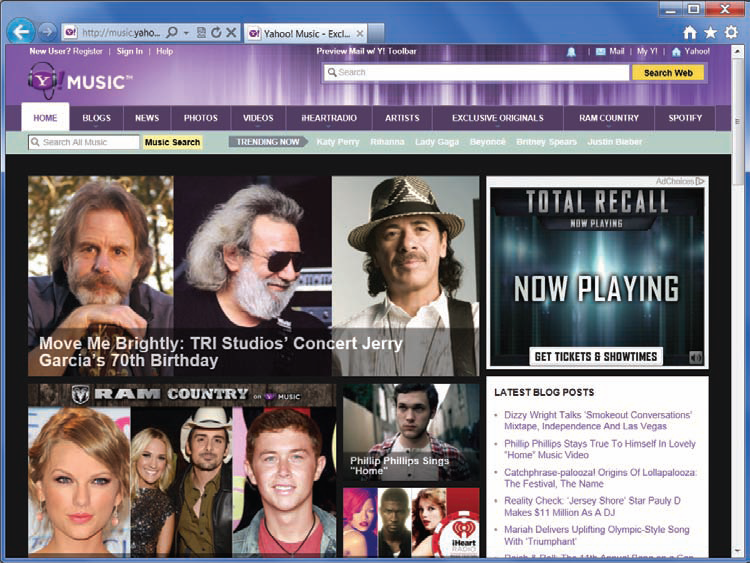 http://music.yaho...
Yahoo! Music - Excl...
New User? Register | Sign In | Help
Preview Mail w/ Y! Toolbar
Mail | My Y! | Yahoo!
Y! MUSIC™
Search
Search Web
HOME
BLOGS
NEWS
PHOTOS
VIDEOS
iHEARTRADIO
ARTISTS
EXCLUSIVE ORIGINALS
RAM COUNTRY
SPOTIFY
Search All Music
Music Search
TRENDING NOW
Katy Perry Rihanna Lady Gaga Beyoncé Britney Spears Justin Bieber
AdChoices
TOTAL RECALL
NOW PLAYING
NOW PLAYING
GET TICKETS & SHOWTIMES
Move Me Brightly: TRI Studios' Concert Jerry
Garcia's 70th Birthday
RAM COUNTRY ON Y! MUSIC
Phillip Phillips Sings
"Home"
iHeart
RADIO
LATEST BLOG POSTS
Dizzy Wright Talks 'Smokeout Conversations'
Mixtape, Independence And Las Vegas
Phillip Phillips Stays True To Himself In Lovely
"Home" Music Video
Catchphrase-palooza! Origins Of Lollapalooza:
The Festival, The Name
Reality Check: 'Jersey Shore' Star Pauly D
Makes $11 Million As A DJ
Mariah Delivers Uplifting Olympic-Style Song
With 'Triumphant'